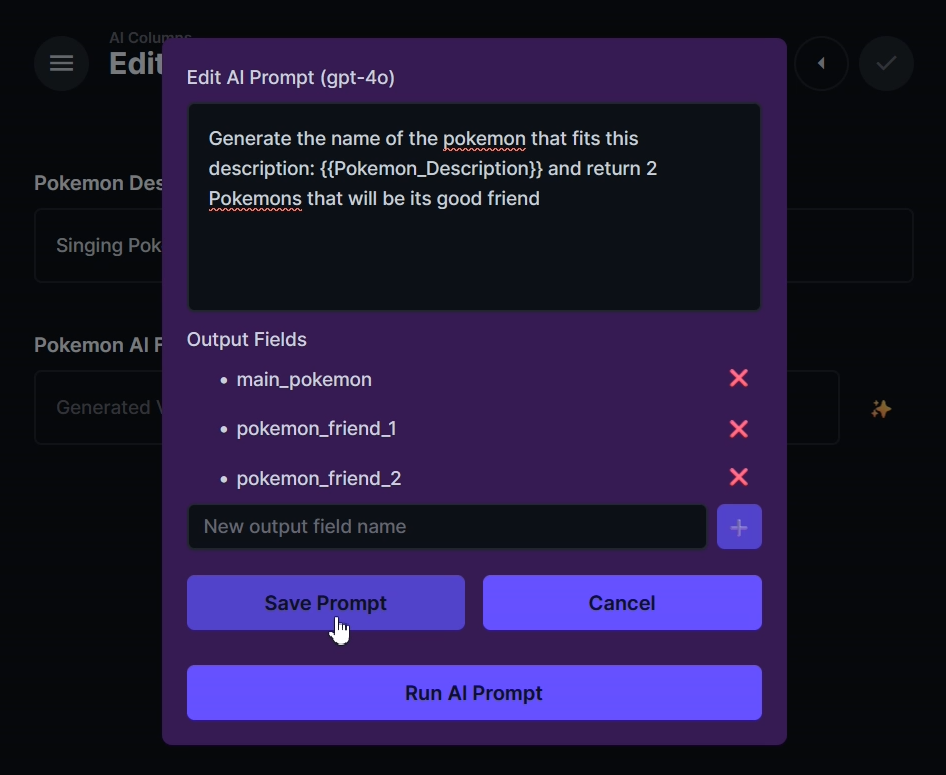 AI Columns
Edit
Edit AI Prompt (gpt-4o)
Generate the name of the pokemon that fits this
description: {{Pokemon_Description}} and return 2
Pokemons that will be its good friend
Pokemon Des
Singing Pok
Pokemon AI F
Generated V
Output Fields
• main_pokemon
• pokemon_friend_1
• pokemon_friend_2
New output field name
+
Save Prompt
Cancel
Run AI Prompt